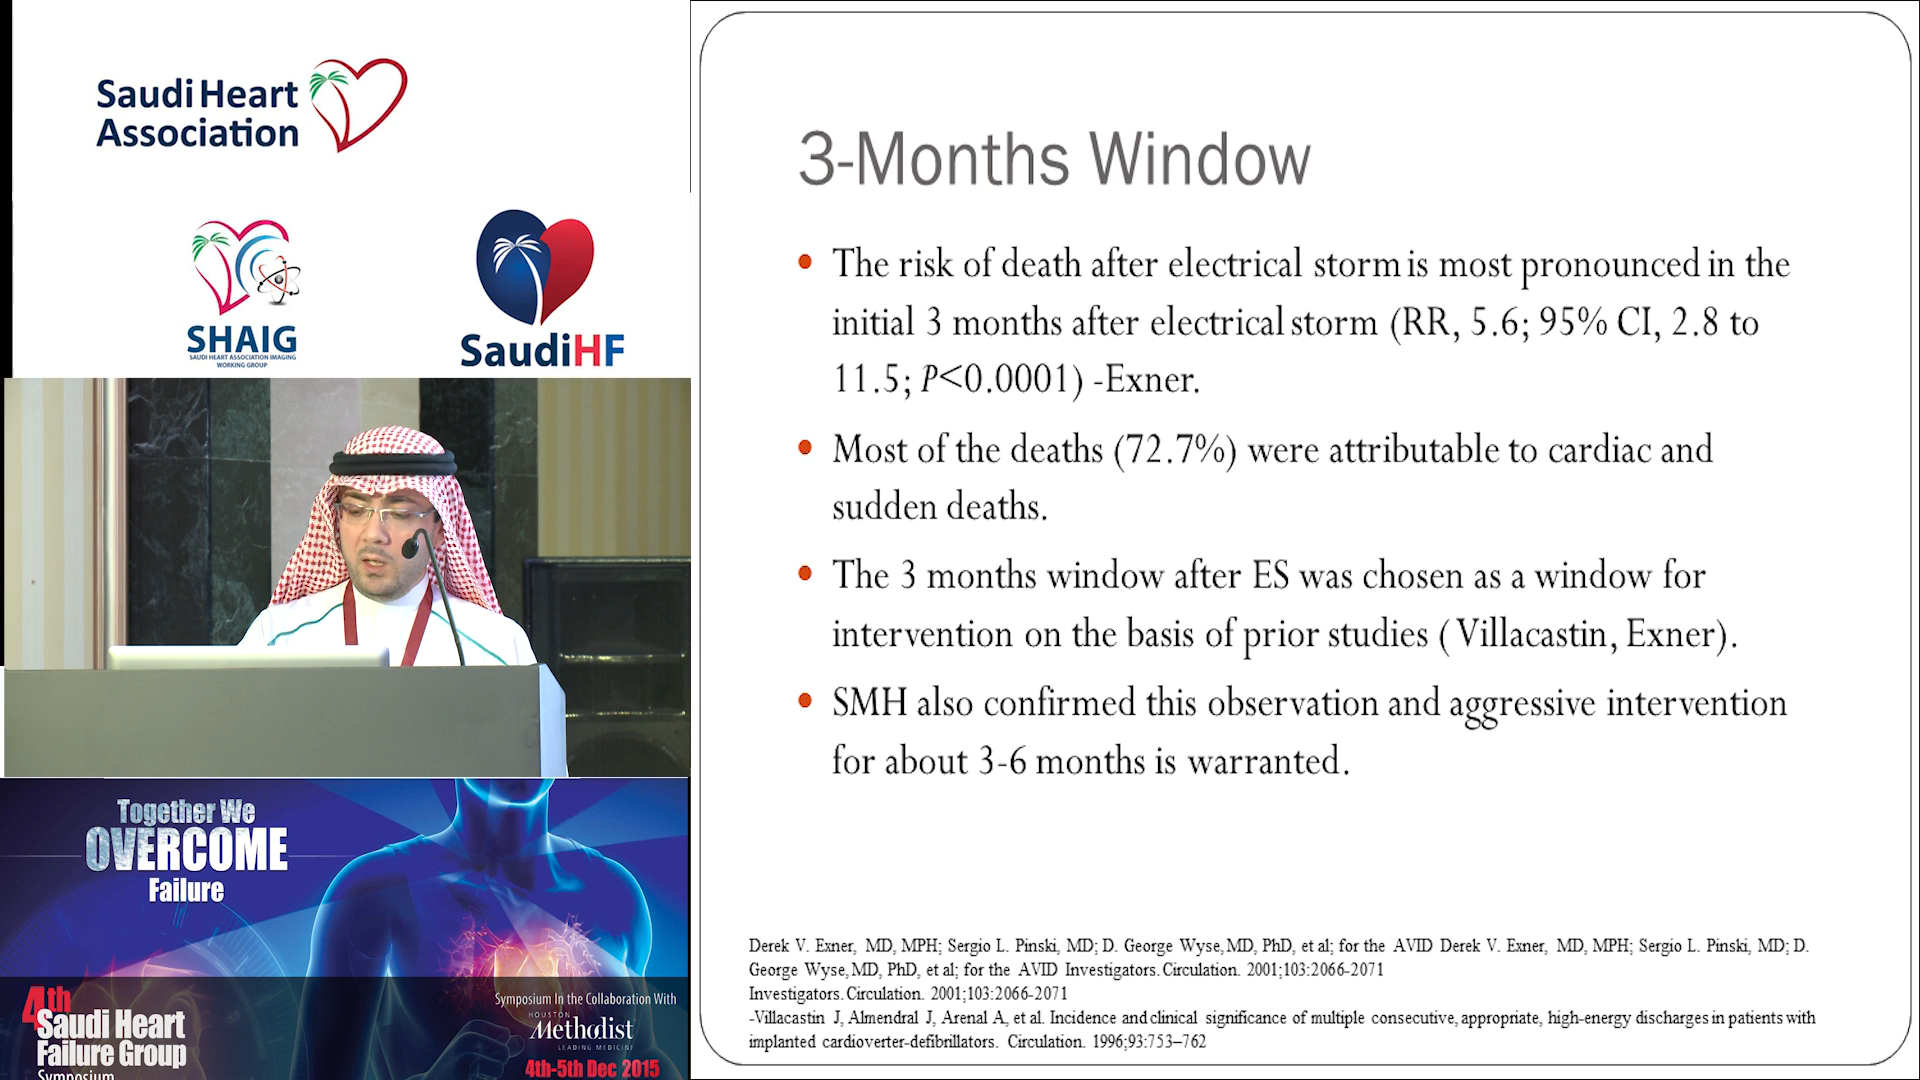 Saudi Heart
Association
SHAIG
SAUDI HEART ASSOCIATION IMAGING
WORKING GROUP
SaudiHF
Together We
OVERCOME
Failure
4th
Saudi Heart
Failure Group
Symposium
Symposium In the Collaboration With
HOUSTON
Methodist
LEADING MEDICINE
4th-5th Dec 2015
3-Months Window
• The risk of death after electrical storm is most pronounced in the
initial 3 months after electrical storm (RR, 5.6; 95% CI, 2.8 to
11.5; P<0.0001) -Exner.
• Most of the deaths (72.7%) were attributable to cardiac and
sudden deaths.
• The 3 months window after ES was chosen as a window for
intervention on the basis of prior studies ( Villacastin, Exner).
• SMH also confirmed this observation and aggressive intervention
for about 3-6 months is warranted.
Derek V. Exner, MD, MPH; Sergio L. Pinski, MD; D. George Wyse, MD, PhD, et al; for the AVID Derek V. Exner, MD, MPH; Sergio L. Pinski, MD; D.
George Wyse, MD, PhD, et al; for the AVID Investigators. Circulation. 2001;103:2066-2071
Investigators. Circulation. 2001;103:2066-2071
-Villacastin J, Almendral J, Arenal A, et al. Incidence and clinical significance of multiple consecutive, appropriate, high-energy discharges in patients with
implanted cardioverter-defibrillators. Circulation. 1996;93:753–762